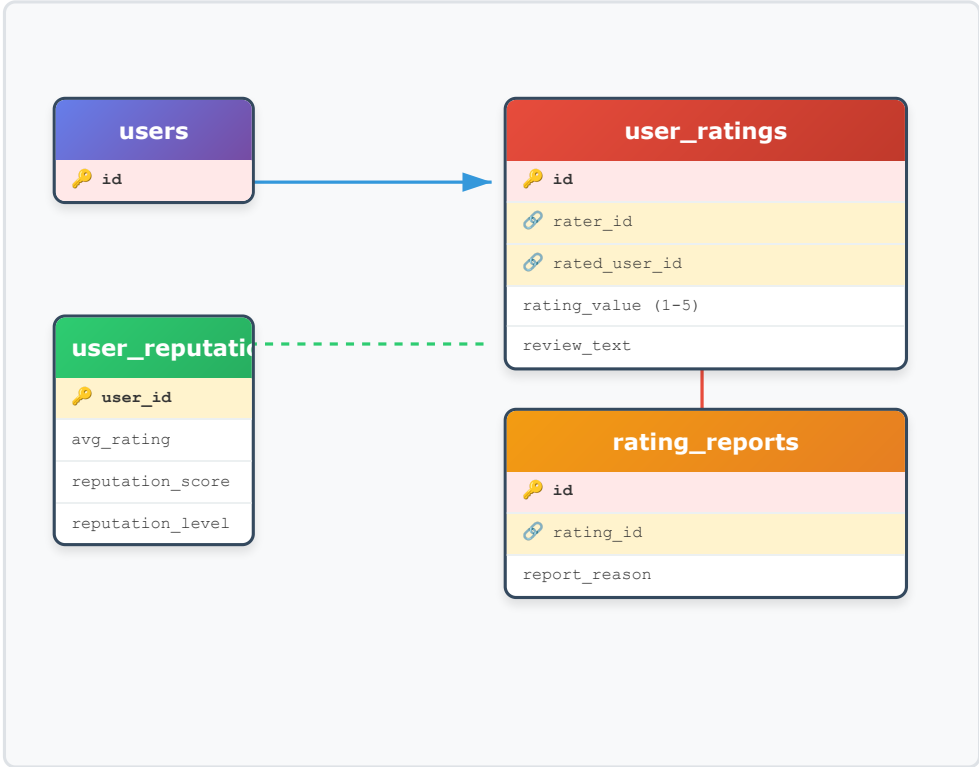 users
🔑 id
user_ratings
🔑 id
🔗 rater_id
🔗 rated_user_id
rating_value (1-5)
review_text
user_reputatio
🔑 user_id
avg_rating
reputation_score
reputation_level
rating_reports
🔑 id
🔗 rating_id
report_reason